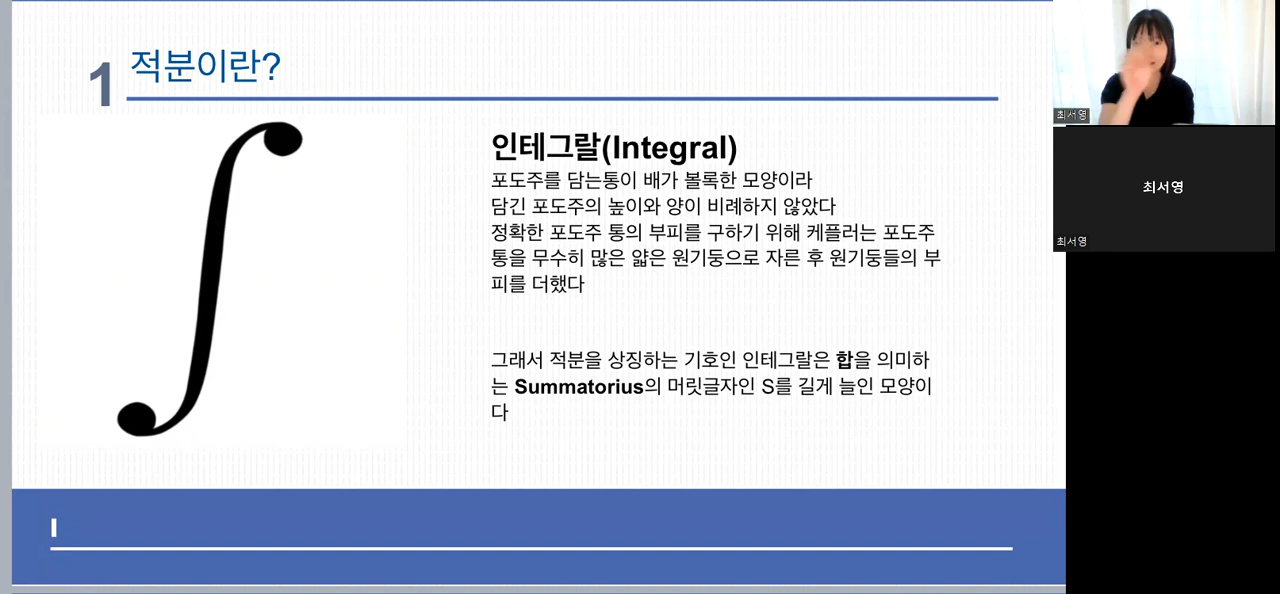 1
적분이란?
인테그랄(Integral)
포도주를 담는통이 배가 볼록한 모양이라
담긴 포도주의 높이와 양이 비례하지 않았다
정확한 포도주 통의 부피를 구하기 위해 케플러는 포도주
통을 무수히 많은 얇은 원기둥으로 자른 후 원기둥들의 부
피를 더했다
그래서 적분을 상징하는 기호인 인테그랄은 합을 의미하
는 Summatorius의 머릿글자인 S를 길게 늘인 모양이
다
∫
I
최서영
최서영
최서영